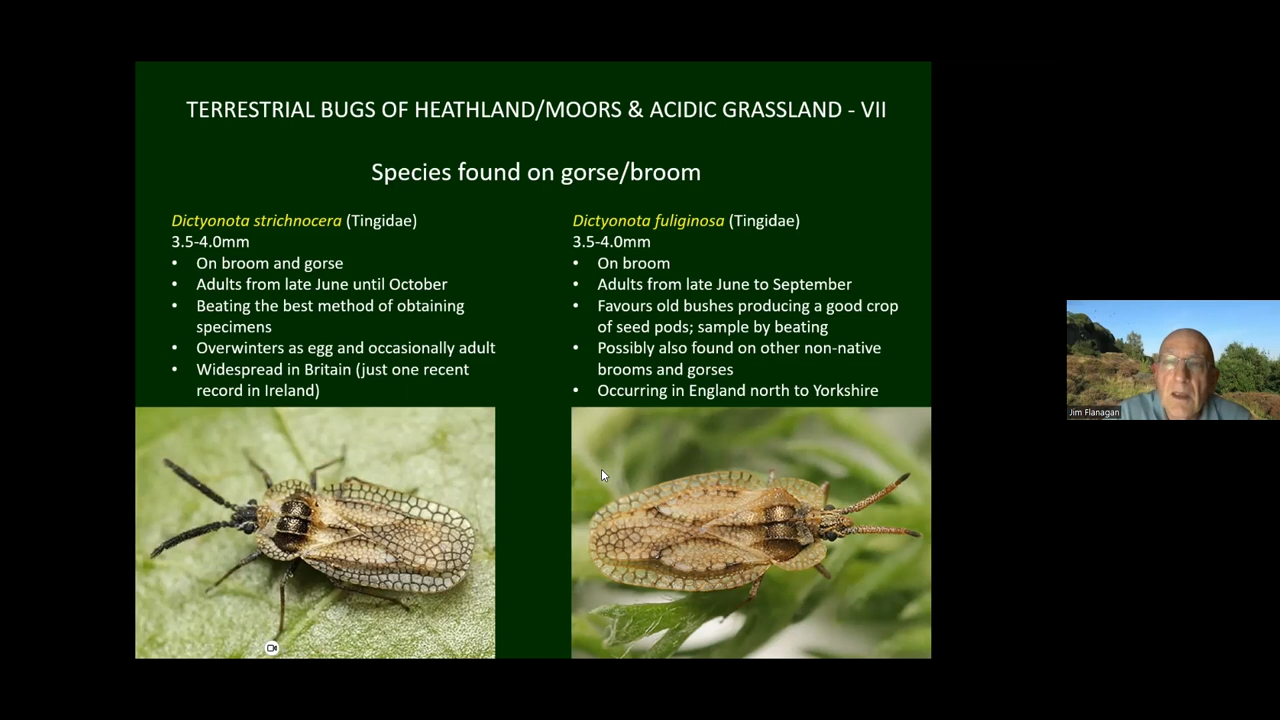 TERRESTRIAL BUGS OF HEATHLAND/MOORS & ACIDIC GRASSLAND - VII
Species found on gorse/broom
Dictyonota strichnocera (Tingidae)
3.5-4.0mm
• On broom and gorse
• Adults from late June until October
• Beating the best method of obtaining
specimens
• Overwinters as egg and occasionally adult
• Widespread in Britain (just one recent
record in Ireland)
Dictyonota fuliginosa (Tingidae)
3.5-4.0mm
• On broom
• Adults from late June to September
• Favours old bushes producing a good crop
of seed pods; sample by beating
• Possibly also found on other non-native
brooms and gorses
• Occurring in England north to Yorkshire
Jim Flanagan